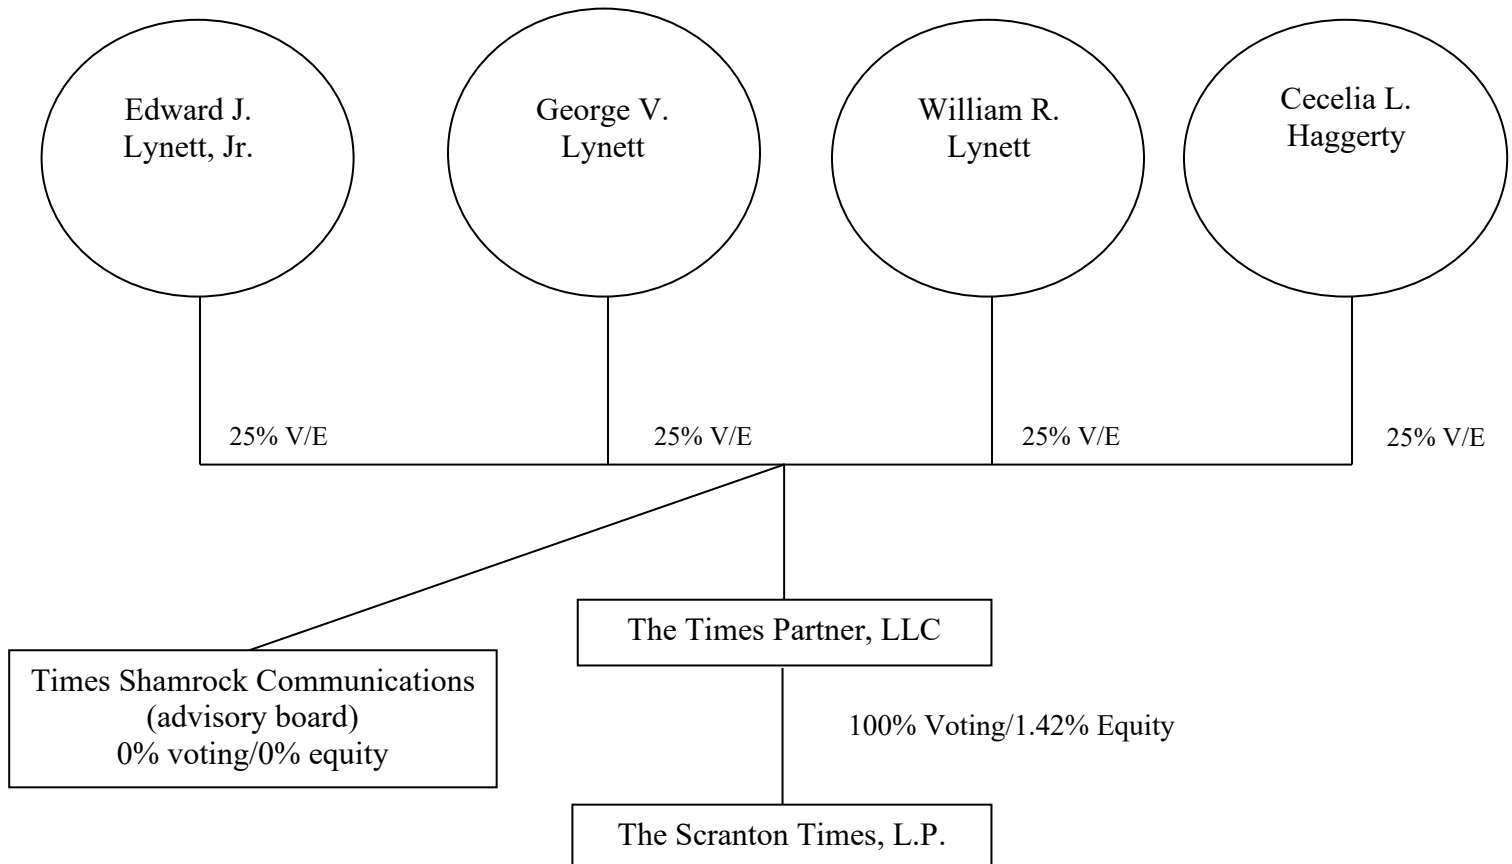 Edward J.
Lynett, Jr.
George V.
Lynett
William R.
Lynett
Cecelia L.
Haggerty
25% V/E
25% V/E
25% V/E
25% V/E
The Times Partner, LLC
Times Shamrock Communications
(advisory board)
0% voting/0% equity
100% Voting/1.42% Equity
The Scranton Times, L.P.